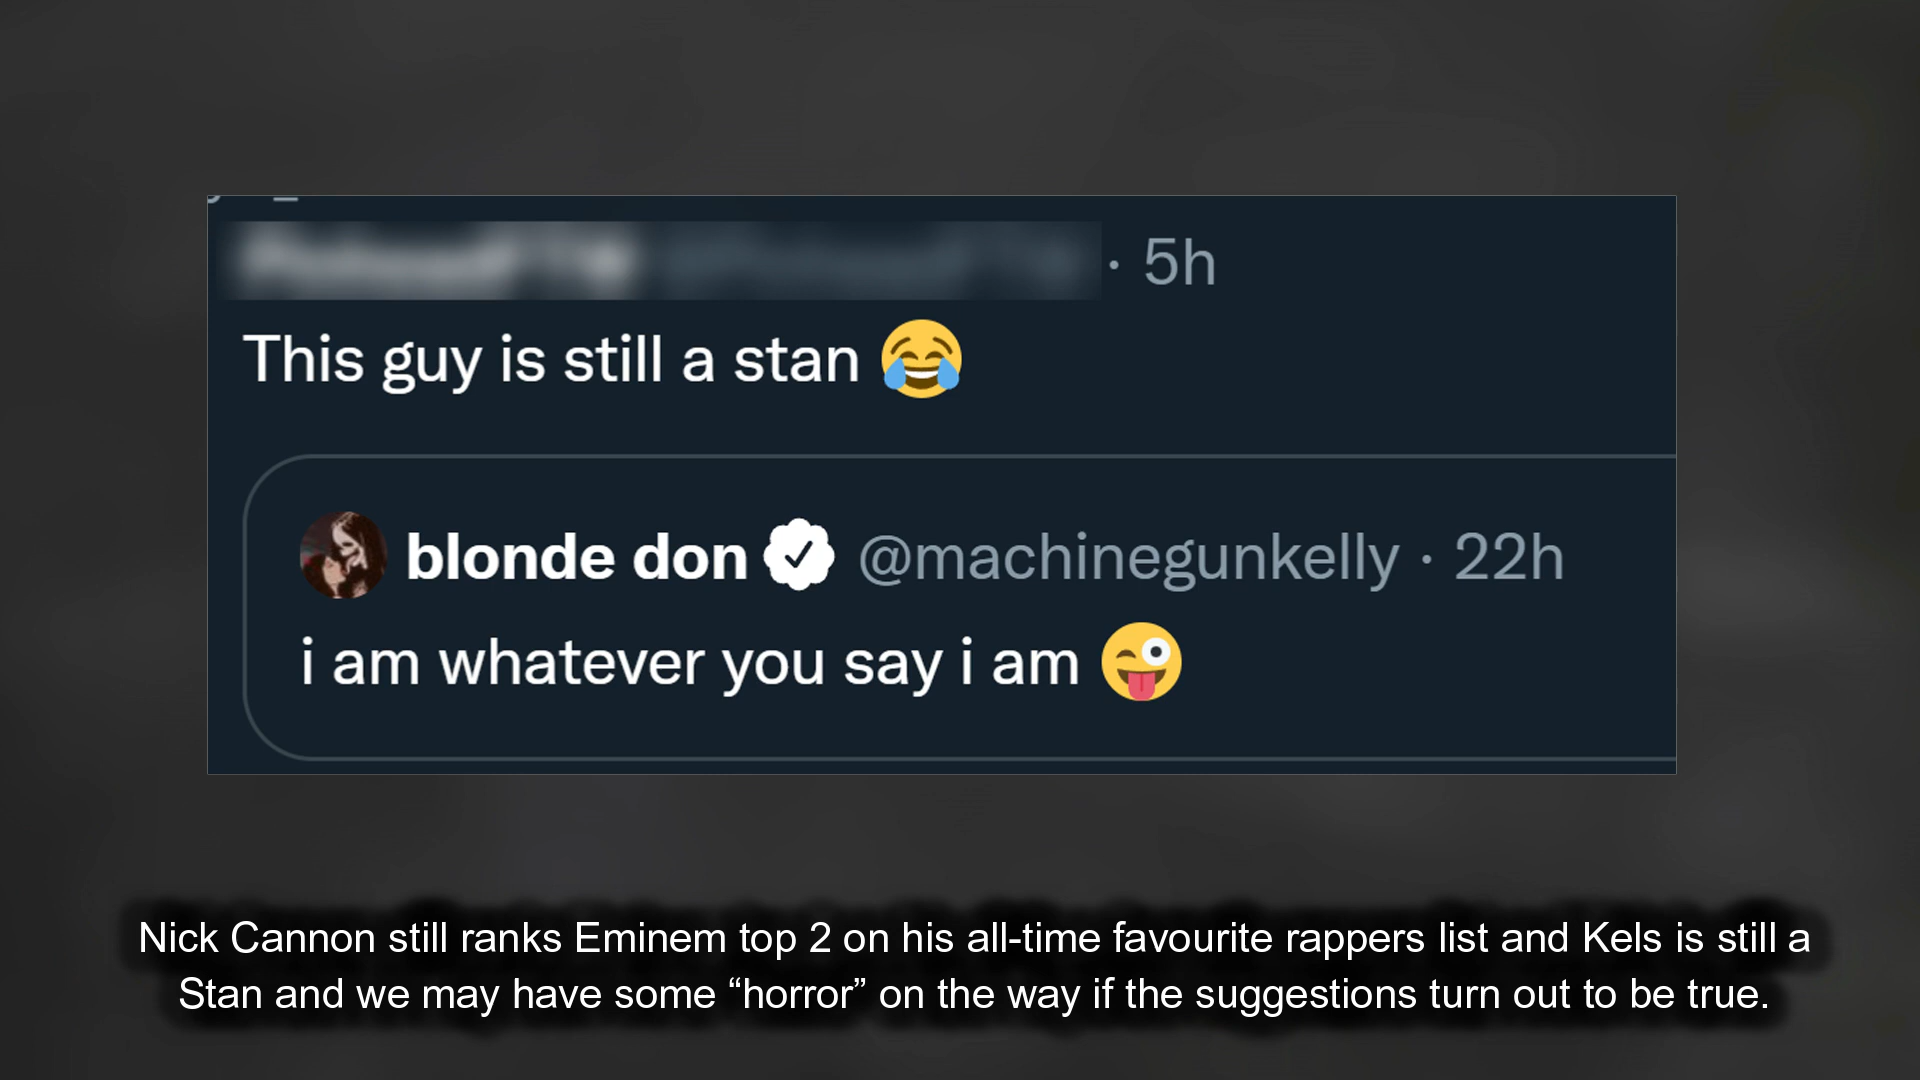 · 5h
This guy is still a stan 😂
blonde don @machinegunkelly · 22h
i am whatever you say i am 😜
Nick Cannon still ranks Eminem top 2 on his all-time favourite rappers list and Kels is still a
Stan and we may have some “horror” on the way if the suggestions turn out to be true.